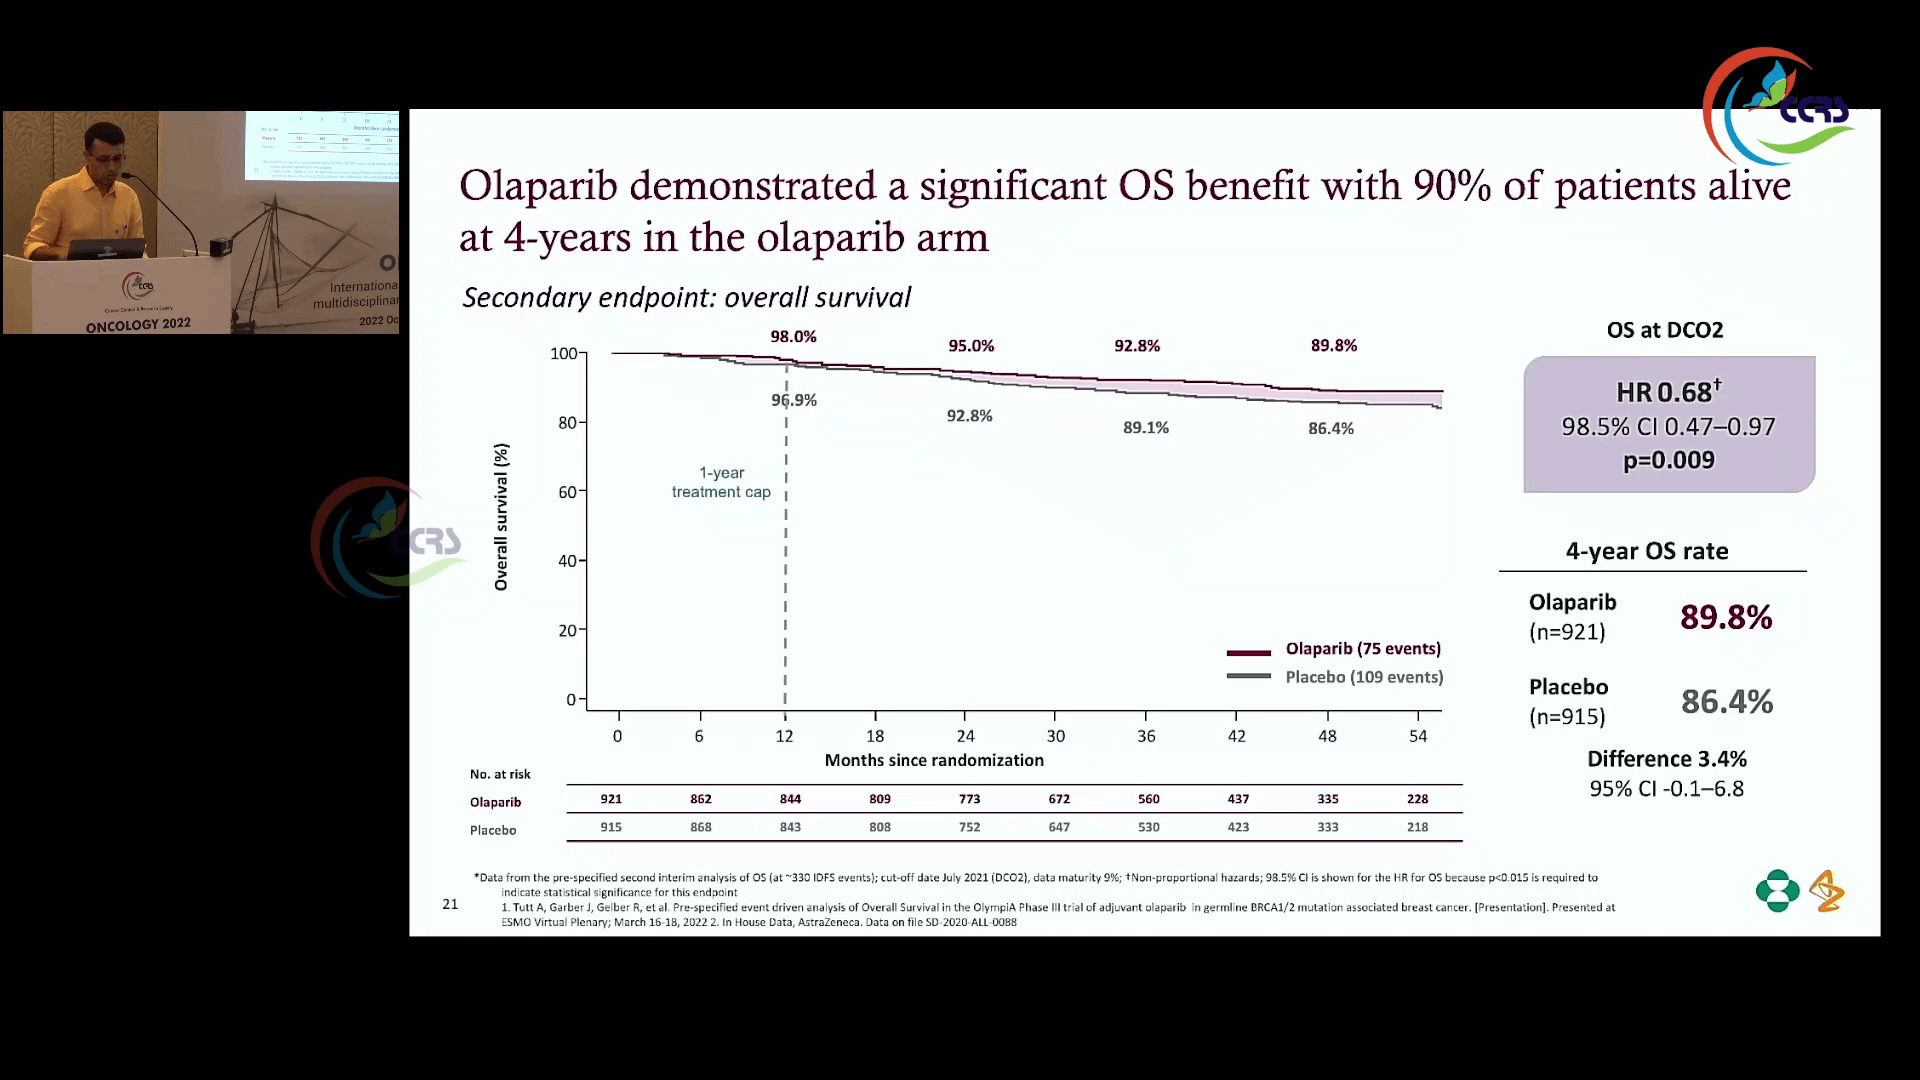 CCRS
Olaparib demonstrated a significant OS benefit with 90% of patients alive
at 4-years in the olaparib arm
Secondary endpoint: overall survival
International
multidisciplinar
2022 Oc
CCRS
Cancer Control & Research Society
ONCOLOGY 2022
98.0%
95.0%
92.8%
89.8%
96.9%
92.8%
89.1%
86.4%
Overall survival (%)
100
80
60
40
20
0
1-year
treatment cap
Olaparib (75 events)
Placebo (109 events)
0 6 12 18 24 30 36 42 48 54
Months since randomization
No. at risk
Olaparib 921 862 844 809 773 672 560 437 335 228
Placebo 915 868 843 808 752 647 530 423 333 218
OS at DCO2
HR 0.68†
98.5% CI 0.47–0.97
p=0.009
4-year OS rate
Olaparib
(n=921)
89.8%
Placebo
(n=915)
86.4%
Difference 3.4%
95% CI -0.1–6.8
CCRS
*Data from the pre-specified second interim analysis of OS (at ~330 IDFS events); cut-off date July 2021 (DCO2), data maturity 9%; †Non-proportional hazards; 98.5% CI is shown for the HR for OS because p<0.015 is required to
indicate statistical significance for this endpoint
1. Tutt A, Garber J, Gelber R, et al. Pre-specified event driven analysis of Overall Survival in the OlympiA Phase III trial of adjuvant olaparib in germline BRCA1/2 mutation associated breast cancer. [Presentation]. Presented at
ESMO Virtual Plenary; March 16-18, 2022 2. In House Data, AstraZeneca. Data on file SD-2020-ALL-0088
21